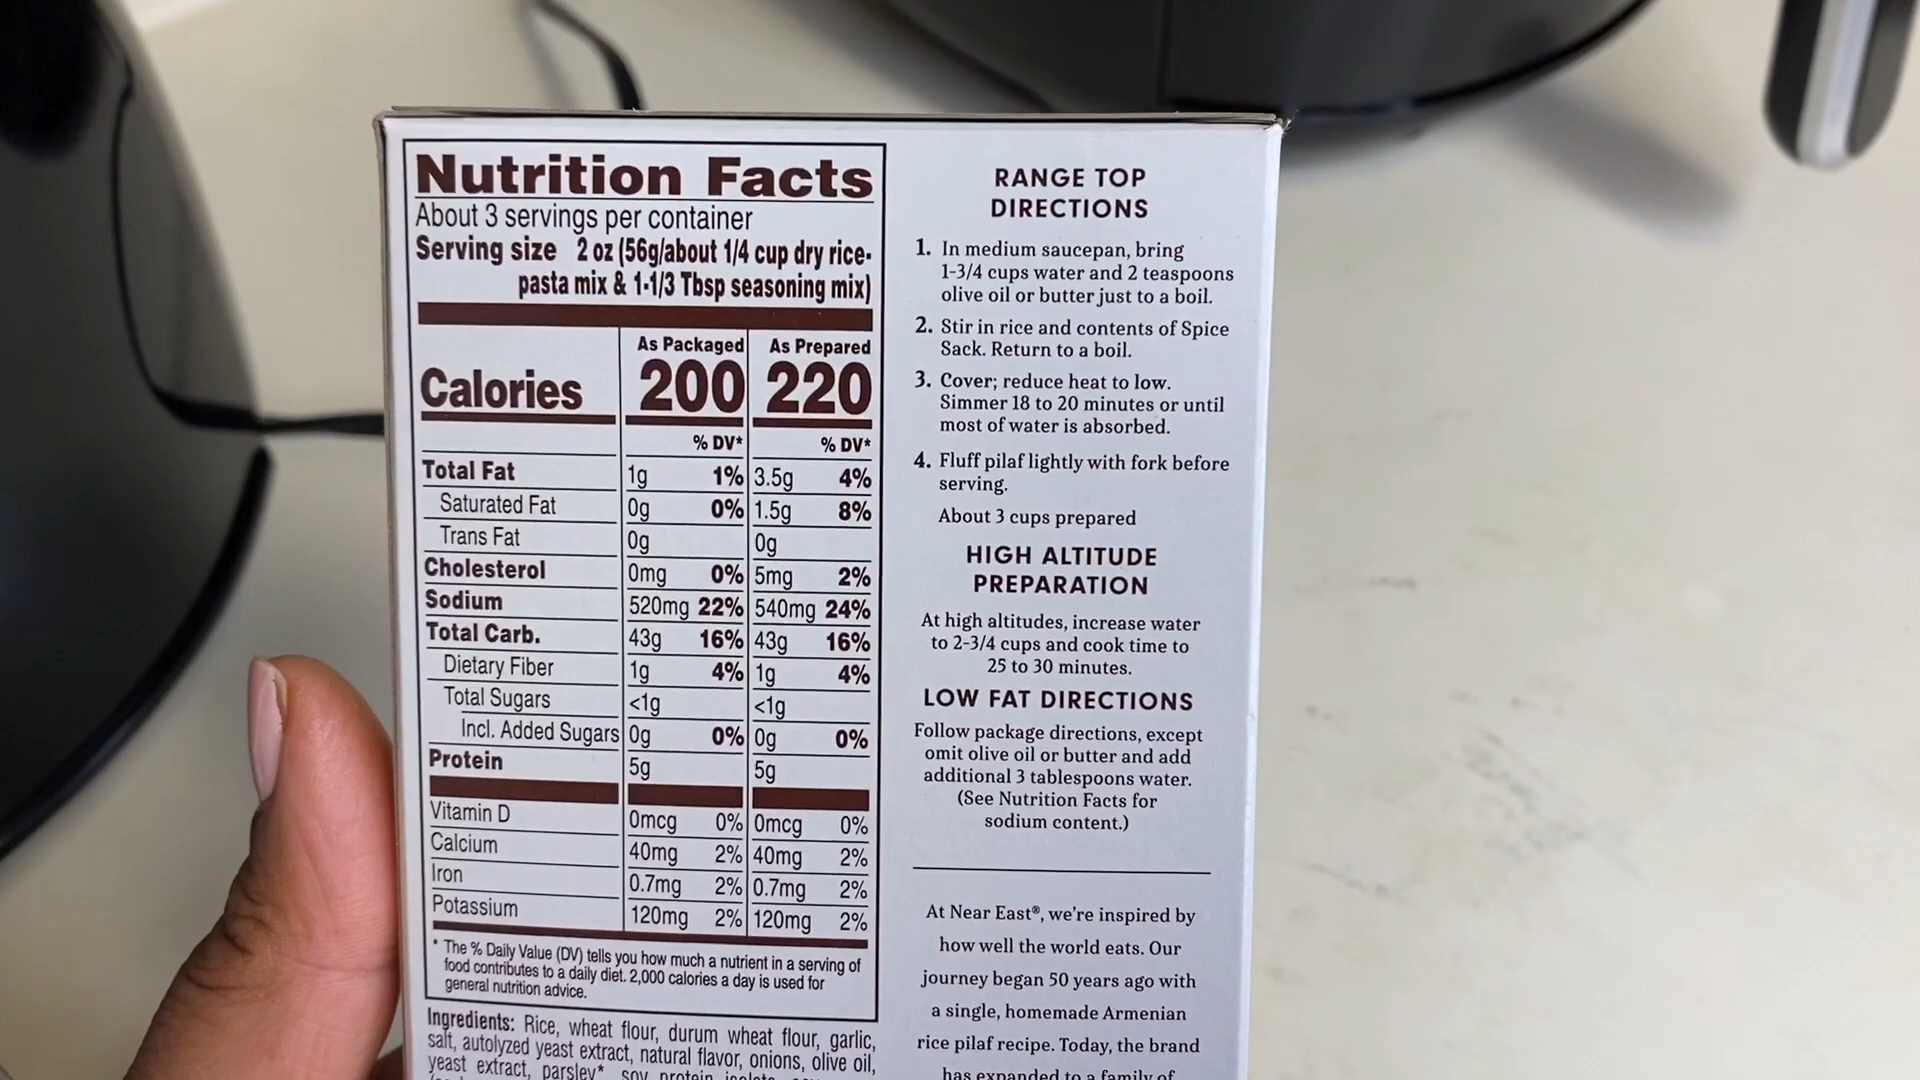 Nutrition Facts
About 3 servings per container
Serving size 2 oz (56g/about 1/4 cup dry rice-
pasta mix & 1-1/3 Tbsp seasoning mix)
As Packaged As Prepared
Calories 200 220
% DV* % DV*
Total Fat 1g 1% 3.5g 4%
Saturated Fat 0g 0% 1.5g 8%
Trans Fat 0g 0g
Cholesterol 0mg 0% 5mg 2%
Sodium 520mg 22% 540mg 24%
Total Carb. 43g 16% 43g 16%
Dietary Fiber 1g 4% 1g 4%
Total Sugars <1g <1g
Incl. Added Sugars 0g 0% 0g 0%
Protein 5g 5g
Vitamin D 0mcg 0% 0mcg 0%
Calcium 40mg 2% 40mg 2%
Iron 0.7mg 2% 0.7mg 2%
Potassium 120mg 2% 120mg 2%
* The % Daily Value (DV) tells you how much a nutrient in a serving of
food contributes to a daily diet. 2,000 calories a day is used for
general nutrition advice.
Ingredients: Rice, wheat flour, durum wheat flour, garlic,
salt, autolyzed yeast extract, natural flavor, onions, olive oil,
yeast extract, parsley*, soy protein isolate,
RANGE TOP
DIRECTIONS
1. In medium saucepan, bring
1-3/4 cups water and 2 teaspoons
olive oil or butter just to a boil.
2. Stir in rice and contents of Spice
Sack. Return to a boil.
3. Cover; reduce heat to low.
Simmer 18 to 20 minutes or until
most of water is absorbed.
4. Fluff pilaf lightly with fork before
serving.
About 3 cups prepared
HIGH ALTITUDE
PREPARATION
At high altitudes, increase water
to 2-3/4 cups and cook time to
25 to 30 minutes.
LOW FAT DIRECTIONS
Follow package directions, except
omit olive oil or butter and add
additional 3 tablespoons water.
(See Nutrition Facts for
sodium content.)
At Near East®, we're inspired by
how well the world eats. Our
journey began 50 years ago with
a single, homemade Armenian
rice pilaf recipe. Today, the brand
has expanded to a family of